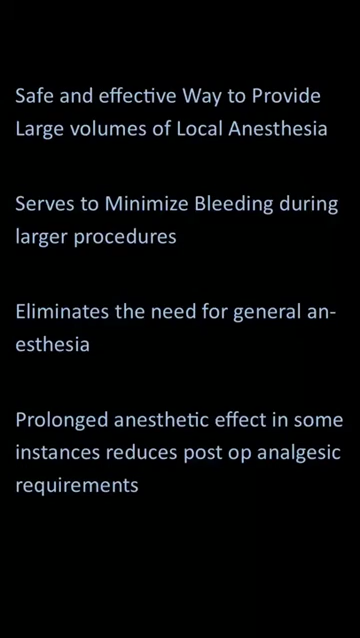 Safe and effective Way to Provide
Large volumes of Local Anesthesia
Serves to Minimize Bleeding during
larger procedures
Eliminates the need for general an-
esthesia
Prolonged anesthetic effect in some
instances reduces post op analgesic
requirements